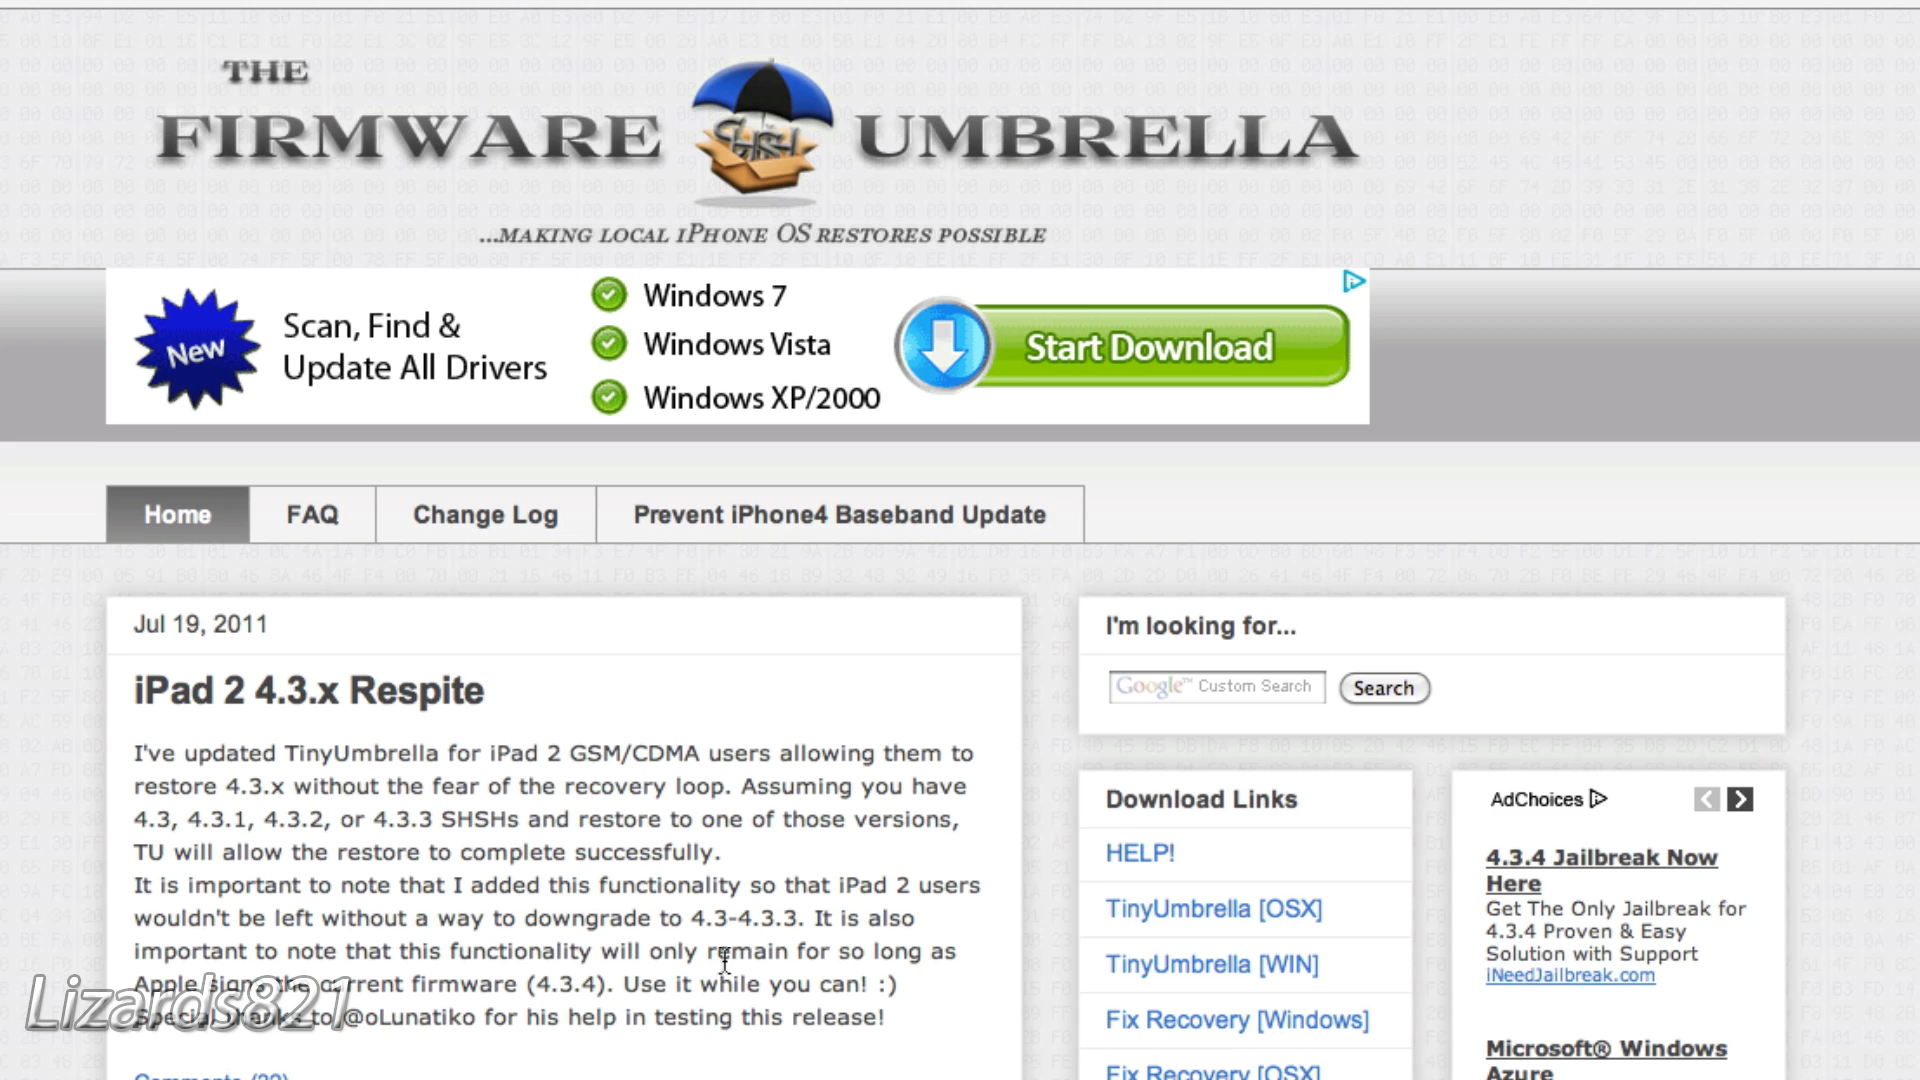 THE
FIRMWARE UMBRELLA
SHSH
...MAKING LOCAL iPHONE OS RESTORES POSSIBLE
New
Scan, Find &
Update All Drivers
Windows 7
Windows Vista
Windows XP/2000
Start Download
Home
FAQ
Change Log
Prevent iPhone4 Baseband Update
Jul 19, 2011
iPad 2 4.3.x Respite
I've updated TinyUmbrella for iPad 2 GSM/CDMA users allowing them to
restore 4.3.x without the fear of the recovery loop. Assuming you have
4.3, 4.3.1, 4.3.2, or 4.3.3 SHSHs and restore to one of those versions,
TU will allow the restore to complete successfully.
It is important to note that I added this functionality so that iPad 2 users
wouldn't be left without a way to downgrade to 4.3-4.3.3. It is also
important to note that this functionality will only remain for so long as
Apple signs the current firmware (4.3.4). Use it while you can! :)
Special thanks to @oLunatiko for his help in testing this release!
Comments (22)
Lizards821
I'm looking for...
Google™ Custom Search
Search
Download Links
HELP!
TinyUmbrella [OSX]
TinyUmbrella [WIN]
Fix Recovery [Windows]
Fix Recovery [OSX]
AdChoices
4.3.4 Jailbreak Now
Here
Get The Only Jailbreak for
4.3.4 Proven & Easy
Solution with Support
iNeedJailbreak.com
Microsoft® Windows
Azure